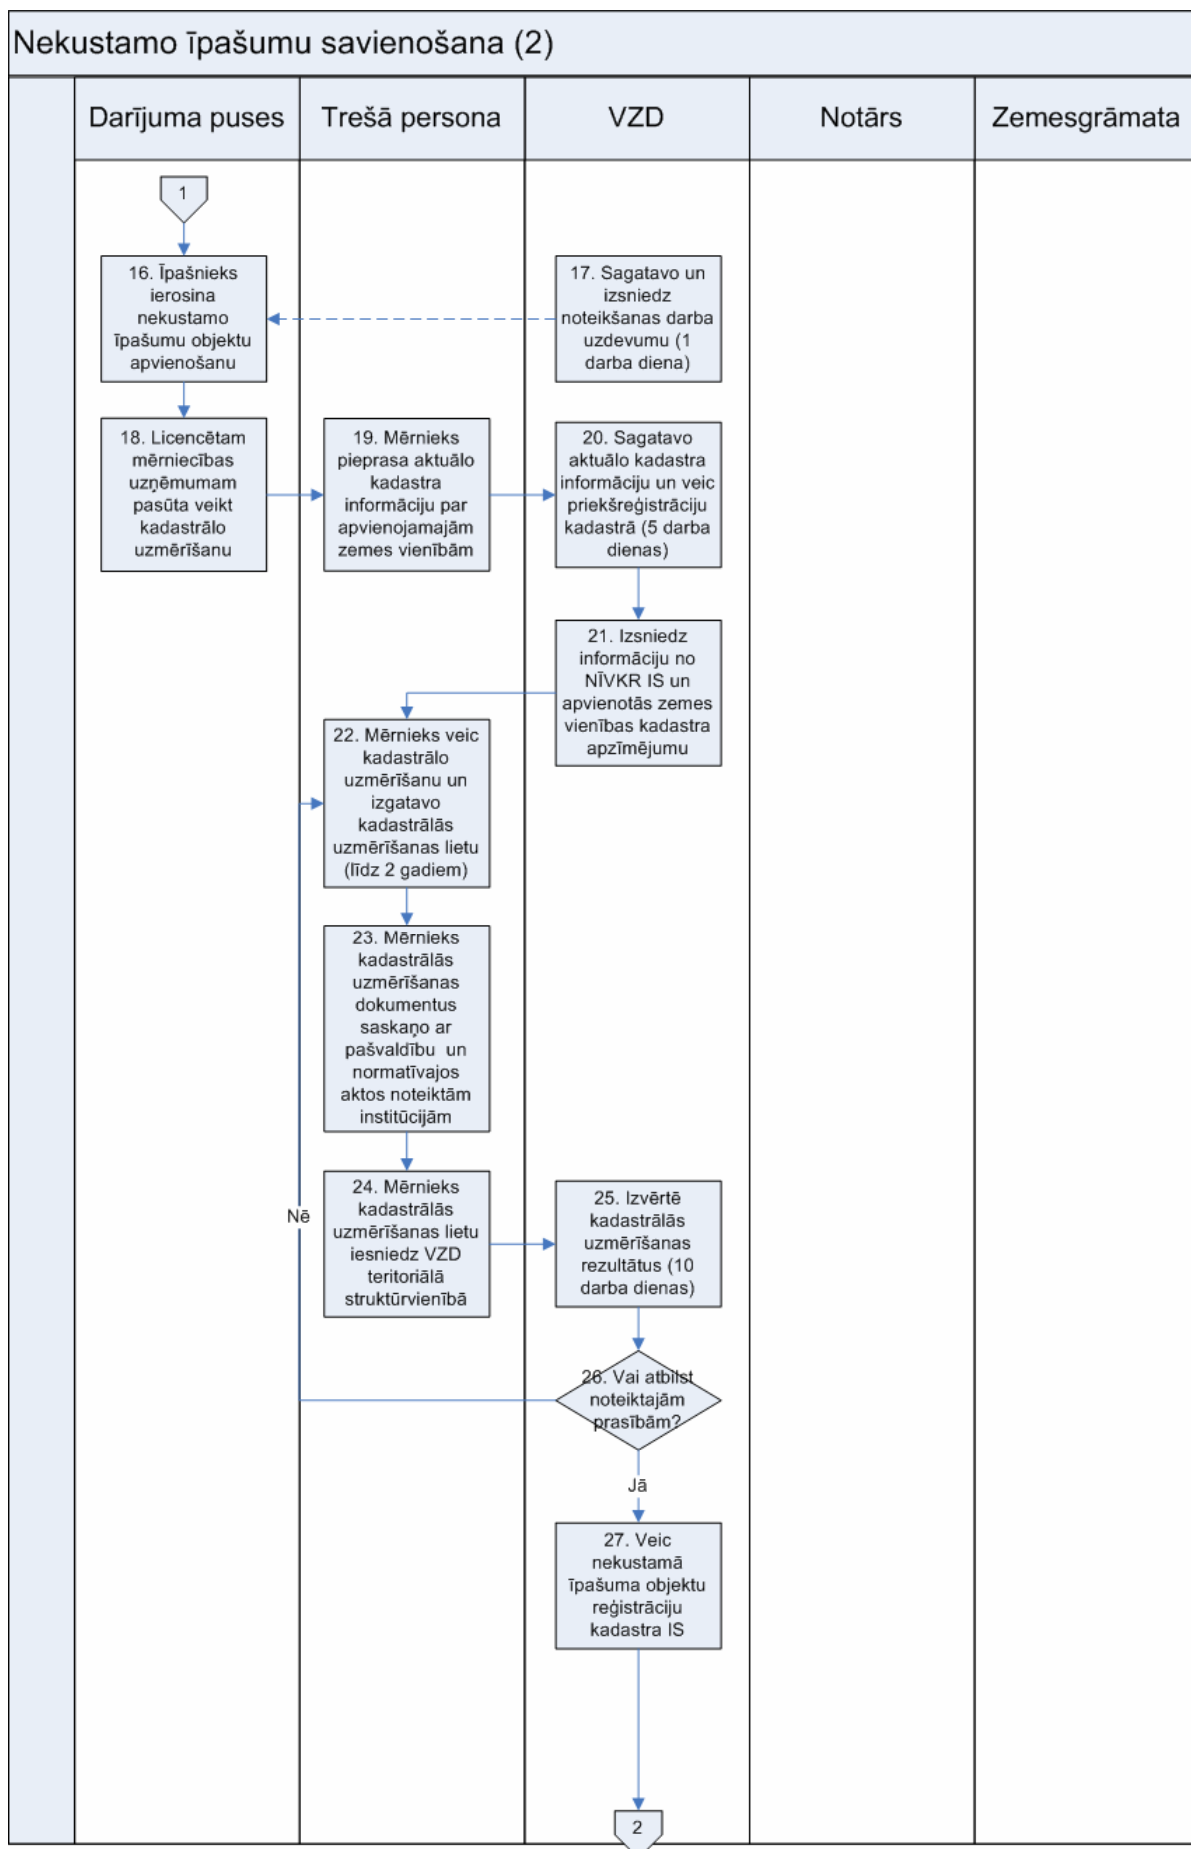 Nekustamo īpašumu savienošana (2)
Darījuma puses
Trešā persona
VZD
Notārs
Zemesgrāmata
1
16. Īpašnieks
ierosina
nekustamo
īpašumu objektu
apvienošanu
17. Sagatavo un
izsniedz
noteikšanas darba
uzdevumu (1
darba diena)
18. Licencētam
mērniecības
uzņēmumam
pasūta veikt
kadastrālo
uzmērīšanu
19. Mērnieks
pieprasa aktuālo
kadastra
informāciju par
apvienojamajām
zemes vienībām
20. Sagatavo
aktuālo kadastra
informāciju un veic
priekšreģistrāciju
kadastrā (5 darba
dienas)
21. Izsniedz
informāciju no
NĪVKR IS un
apvienotās zemes
vienības kadastra
apzīmējumu
22. Mērnieks veic
kadastrālo
uzmērīšanu un
izgatavo
kadastrālās
uzmērīšanas lietu
(līdz 2 gadiem)
23. Mērnieks
kadastrālās
uzmērīšanas
dokumentus
saskaņo ar
pašvaldību un
normatīvajos
aktos noteiktām
institūcijām
24. Mērnieks
kadastrālās
uzmērīšanas lietu
iesniedz VZD
teritoriālā
struktūrvienībā
Nē
25. Izvērtē
kadastrālās
uzmērīšanas
rezultātus (10
darba dienas)
26. Vai atbilst
noteiktajām
prasībām?
Jā
27. Veic
nekustamā
īpašuma objektu
reģistrāciju
kadastra IS
2